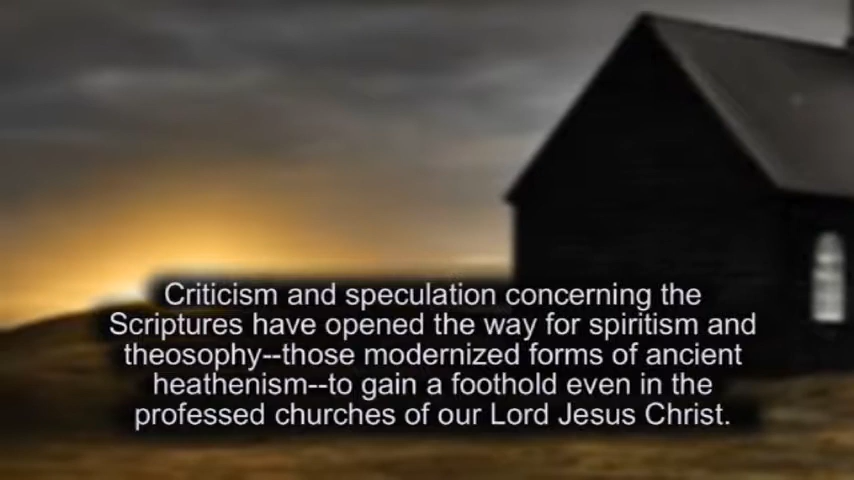 Criticism and speculation concerning the
Scriptures have opened the way for spiritism and
theosophy--those modernized forms of ancient
heathenism--to gain a foothold even in the
professed churches of our Lord Jesus Christ.